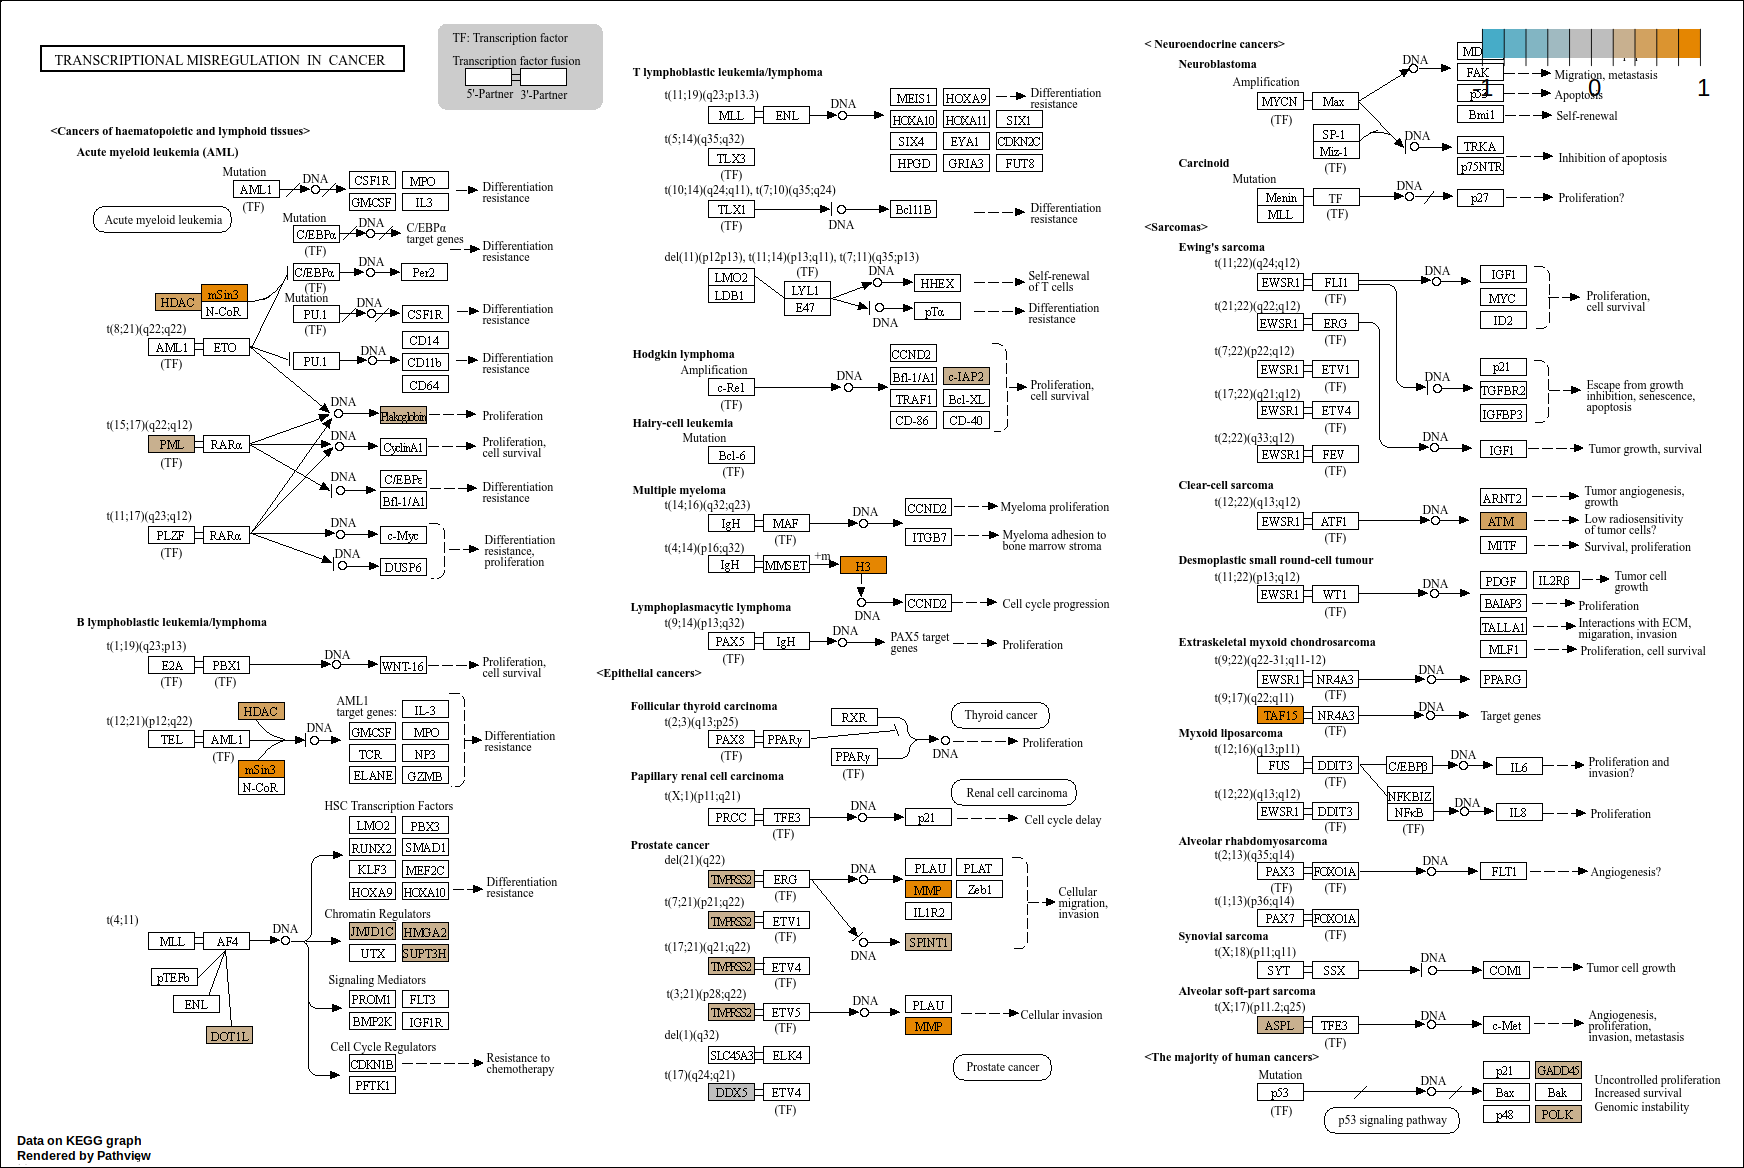 TRANSCRIPTIONAL MISREGULATION IN CANCER
TF: Transcription factor
Transcription factor fusion
5'-Partner 3'-Partner
<Cancers of haematopoietic and lymphoid tissues>
Acute myeloid leukemia (AML)
Mutation
AML1
(TF)
DNA
CSF1R
MPO
GMCSF
IL3
Differentiation
resistance
Acute myeloid leukemia
Mutation
C/EBPα
(TF)
DNA
C/EBPα
target genes
Differentiation
resistance
HDAC
mSin3
N-CoR
C/EBPα
(TF)
DNA
Per2
Mutation
PU.1
(TF)
DNA
CSF1R
Differentiation
resistance
t(8;21)(q22;q22)
AML1
ETO
(TF)
PU.1
DNA
CD14
CD11b
CD64
Differentiation
resistance
DNA
Plakoglobin
Proliferation
t(15;17)(q22;q12)
PML
RARα
(TF)
DNA
CyclinA1
Proliferation,
cell survival
DNA
C/EBPε
Bfl-1/A1
Differentiation
resistance
t(11;17)(q23;q12)
PLZF
RARα
(TF)
DNA
c-Myc
DNA
DUSP6
Differentiation
resistance,
proliferation
B lymphoblastic leukemia/lymphoma
t(1;19)(q23;p13)
E2A
PBX1
(TF)
(TF)
DNA
WNT-16
Proliferation,
cell survival
t(12;21)(p12;q22)
TEL
AML1
(TF)
HDAC
mSin3
N-CoR
DNA
AML1
target genes:
IL-3
GMCSF
MPO
TCR
NP3
ELANE
GZMB
Differentiation
resistance
HSC Transcription Factors
LMO2
PBX3
RUNX2
SMAD1
KLF3
MEF2C
HOXA9
HOXA10
Differentiation
resistance
t(4;11)
MLL
AF4
DNA
pTEFb
ENL
DOT1L
Chromatin Regulators
JMJD1C
HMGA2
UTX
SUPT3H
Signaling Mediators
PROM1
FLT3
BMP2K
IGF1R
Cell Cycle Regulators
CDKN1B
PFTK1
Resistance to
chemotherapy
T lymphoblastic leukemia/lymphoma
t(11;19)(q23;p13.3)
MLL
ENL
DNA
MEIS1
HOXA9
HOXA10
HOXA11
SIX1
SIX4
EYA1
CDKN2C
HPGD
GRIA3
FUT8
Differentiation
resistance
t(5;14)(q35;q32)
TLX3
(TF)
t(10;14)(q24;q11), t(7;10)(q35;q24)
TLX1
(TF)
DNA
Bcl11B
Differentiation
resistance
del(11)(p12p13), t(11;14)(p13;q11), t(7;11)(q35;p13)
LMO2
LDB1
(TF)
LYL1
E47
DNA
HHEX
Self-renewal
of T cells
DNA
pTα
Differentiation
resistance
Hodgkin lymphoma
Amplification
c-Rel
(TF)
DNA
CCND2
Bfl-1/A1
c-IAP2
TRAF1
Bcl-XL
CD-86
CD-40
Proliferation,
cell survival
Hairy-cell leukemia
Mutation
Bcl-6
(TF)
Multiple myeloma
t(14;16)(q32;q23)
IgH
MAF
(TF)
DNA
CCND2
Myeloma proliferation
ITGB7
Myeloma adhesion to
bone marrow stroma
t(4;14)(p16;q32)
IgH
MMSET
+m
H3
DNA
CCND2
Cell cycle progression
Lymphoplasmacytic lymphoma
t(9;14)(p13;q32)
PAX5
IgH
(TF)
DNA
PAX5 target
genes
Proliferation
<Epithelial cancers>
Follicular thyroid carcinoma
t(2;3)(q13;p25)
PAX8
PPARγ
(TF)
(TF)
RXR
PPARγ
(TF)
DNA
Thyroid cancer
Proliferation
Papillary renal cell carcinoma
t(X;1)(p11;q21)
PRCC
TFE3
(TF)
DNA
p21
Renal cell carcinoma
Cell cycle delay
Prostate cancer
del(21)(q22)
TMPRSS2
ERG
(TF)
DNA
PLAU
PLAT
MMP
Zeb1
IL1R2
Cellular
migration,
invasion
t(7;21)(p21;q22)
TMPRSS2
ETV1
(TF)
DNA
SPINT1
t(17;21)(q21;q22)
TMPRSS2
ETV4
(TF)
t(3;21)(p28;q22)
TMPRSS2
ETV5
(TF)
DNA
PLAU
MMP
Cellular invasion
del(1)(q32)
SLC45A3
ELK4
t(17)(q24;q21)
DDX5
ETV4
(TF)
Prostate cancer
< Neuroendocrine cancers>
Neuroblastoma
Amplification
MYCN
Max
(TF)
SP-1
Miz-1
(TF)
DNA
FAK
Migration, metastasis
p53
Apoptosis
Bmi1
Self-renewal
DNA
TRKA
p75NTR
Inhibition of apoptosis
-1
0
1
Carcinoid
Mutation
Menin
MLL
TF
(TF)
DNA
p27
Proliferation?
<Sarcomas>
Ewing's sarcoma
t(11;22)(q24;q12)
EWSR1
FLI1
(TF)
DNA
IGF1
MYC
ID2
Proliferation,
cell survival
t(21;22)(q22;q12)
EWSR1
ERG
(TF)
t(7;22)(p22;q12)
EWSR1
ETV1
(TF)
DNA
p21
TGFBR2
IGFBP3
Escape from growth
inhibition, senescence,
apoptosis
t(17;22)(q21;q12)
EWSR1
ETV4
(TF)
t(2;22)(q33;q12)
EWSR1
FEV
(TF)
DNA
IGF1
Tumor growth, survival
Clear-cell sarcoma
t(12;22)(q13;q12)
EWSR1
ATF1
(TF)
DNA
ARNT2
Tumor angiogenesis,
growth
ATM
Low radiosensitivity
of tumor cells?
MITF
Survival, proliferation
Desmoplastic small round-cell tumour
t(11;22)(p13;q12)
EWSR1
WT1
(TF)
DNA
PDGF
IL2Rβ
Tumor cell
growth
BAIAP3
Proliferation
TALLA1
Interactions with ECM,
migaration, invasion
MLF1
Proliferation, cell survival
Extraskeletal myxoid chondrosarcoma
t(9;22)(q22-31;q11-12)
EWSR1
NR4A3
(TF)
DNA
PPARG
t(9;17)(q22;q11)
TAF15
NR4A3
(TF)
DNA
Target genes
Myxoid liposarcoma
t(12;16)(q13;p11)
FUS
DDIT3
(TF)
C/EBPβ
DNA
IL6
Proliferation and
invasion?
t(12;22)(q13;q12)
EWSR1
DDIT3
(TF)
NFKBIZ
NFκB
(TF)
DNA
IL8
Proliferation
Alveolar rhabdomyosarcoma
t(2;13)(q35;q14)
PAX3
FOXO1A
(TF)
(TF)
DNA
FLT1
Angiogenesis?
t(1;13)(p36;q14)
PAX7
FOXO1A
(TF)
Synovial sarcoma
t(X;18)(p11;q11)
SYT
SSX
DNA
COM1
Tumor cell growth
Alveolar soft-part sarcoma
t(X;17)(p11.2;q25)
ASPL
TFE3
(TF)
DNA
c-Met
Angiogenesis,
proliferation,
invasion, metastasis
<The majority of human cancers>
Mutation
p53
(TF)
DNA
p21
GADD45
Bax
Bak
p48
POLK
Uncontrolled proliferation
Increased survival
Genomic instability
p53 signaling pathway
Data on KEGG graph
Rendered by Pathview